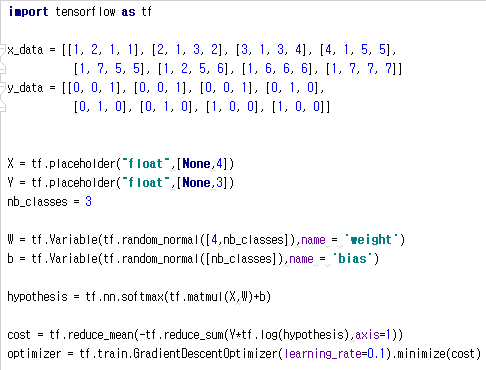 import tensorflow as tf
x_data = [[1, 2, 1, 1], [2, 1, 3, 2], [3, 1, 3, 4], [4, 1, 5, 5],
[1, 7, 5, 5], [1, 2, 5, 6], [1, 6, 6, 6], [1, 7, 7, 7]]
y_data = [[0, 0, 1], [0, 0, 1], [0, 0, 1], [0, 1, 0],
[0, 1, 0], [0, 1, 0], [1, 0, 0], [1, 0, 0]]
X = tf.placeholder("float",[None,4])
Y = tf.placeholder("float",[None,3])
nb_classes = 3
W = tf.Variable(tf.random_normal([4,nb_classes]),name = 'weight')
b = tf.Variable(tf.random_normal([nb_classes]),name = 'bias')
hypothesis = tf.nn.softmax(tf.matmul(X,W)+b)
cost = tf.reduce_mean(-tf.reduce_sum(Y*tf.log(hypothesis),axis=1))
optimizer = tf.train.GradientDescentOptimizer(learning_rate=0.1).minimize(cost)